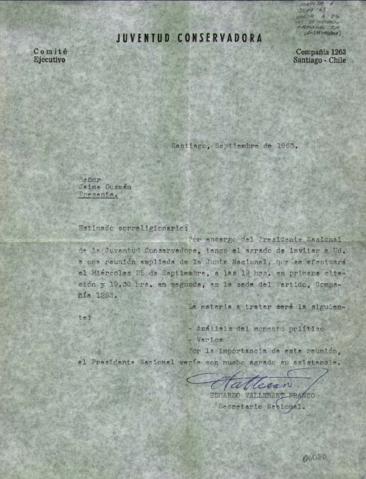 JUVENTUD CONSERVADORA
Comité
Ejecutivo
Compañía 1263
Santiago - Chile
Santiago, Septiembre de 1963.
Señor
Jaime Guzmán
Presente.
Estimado correligionario:
Por encargo del Presidente Nacional
de la Juventud Conservadora, tengo el agrado de invitar a Ud.
a una reunión ampliada de la Junta Nacional, que se efectuará
el Miércoles 25 de Septiembre, a las 19 hrs. en primera cita-
ción y 19.30 hrs. en segunda, en la sede del Partido, Compa-
ñía 1263.
La materia a tratar será la siguien-
te:
- Análisis del momento político
- Varios
Por la importancia de esta reunión,
el Presidente Nacional vería con mucho agrado su asistencia.
EDUARDO VALLEJOS FRANCO
Secretario Nacional.